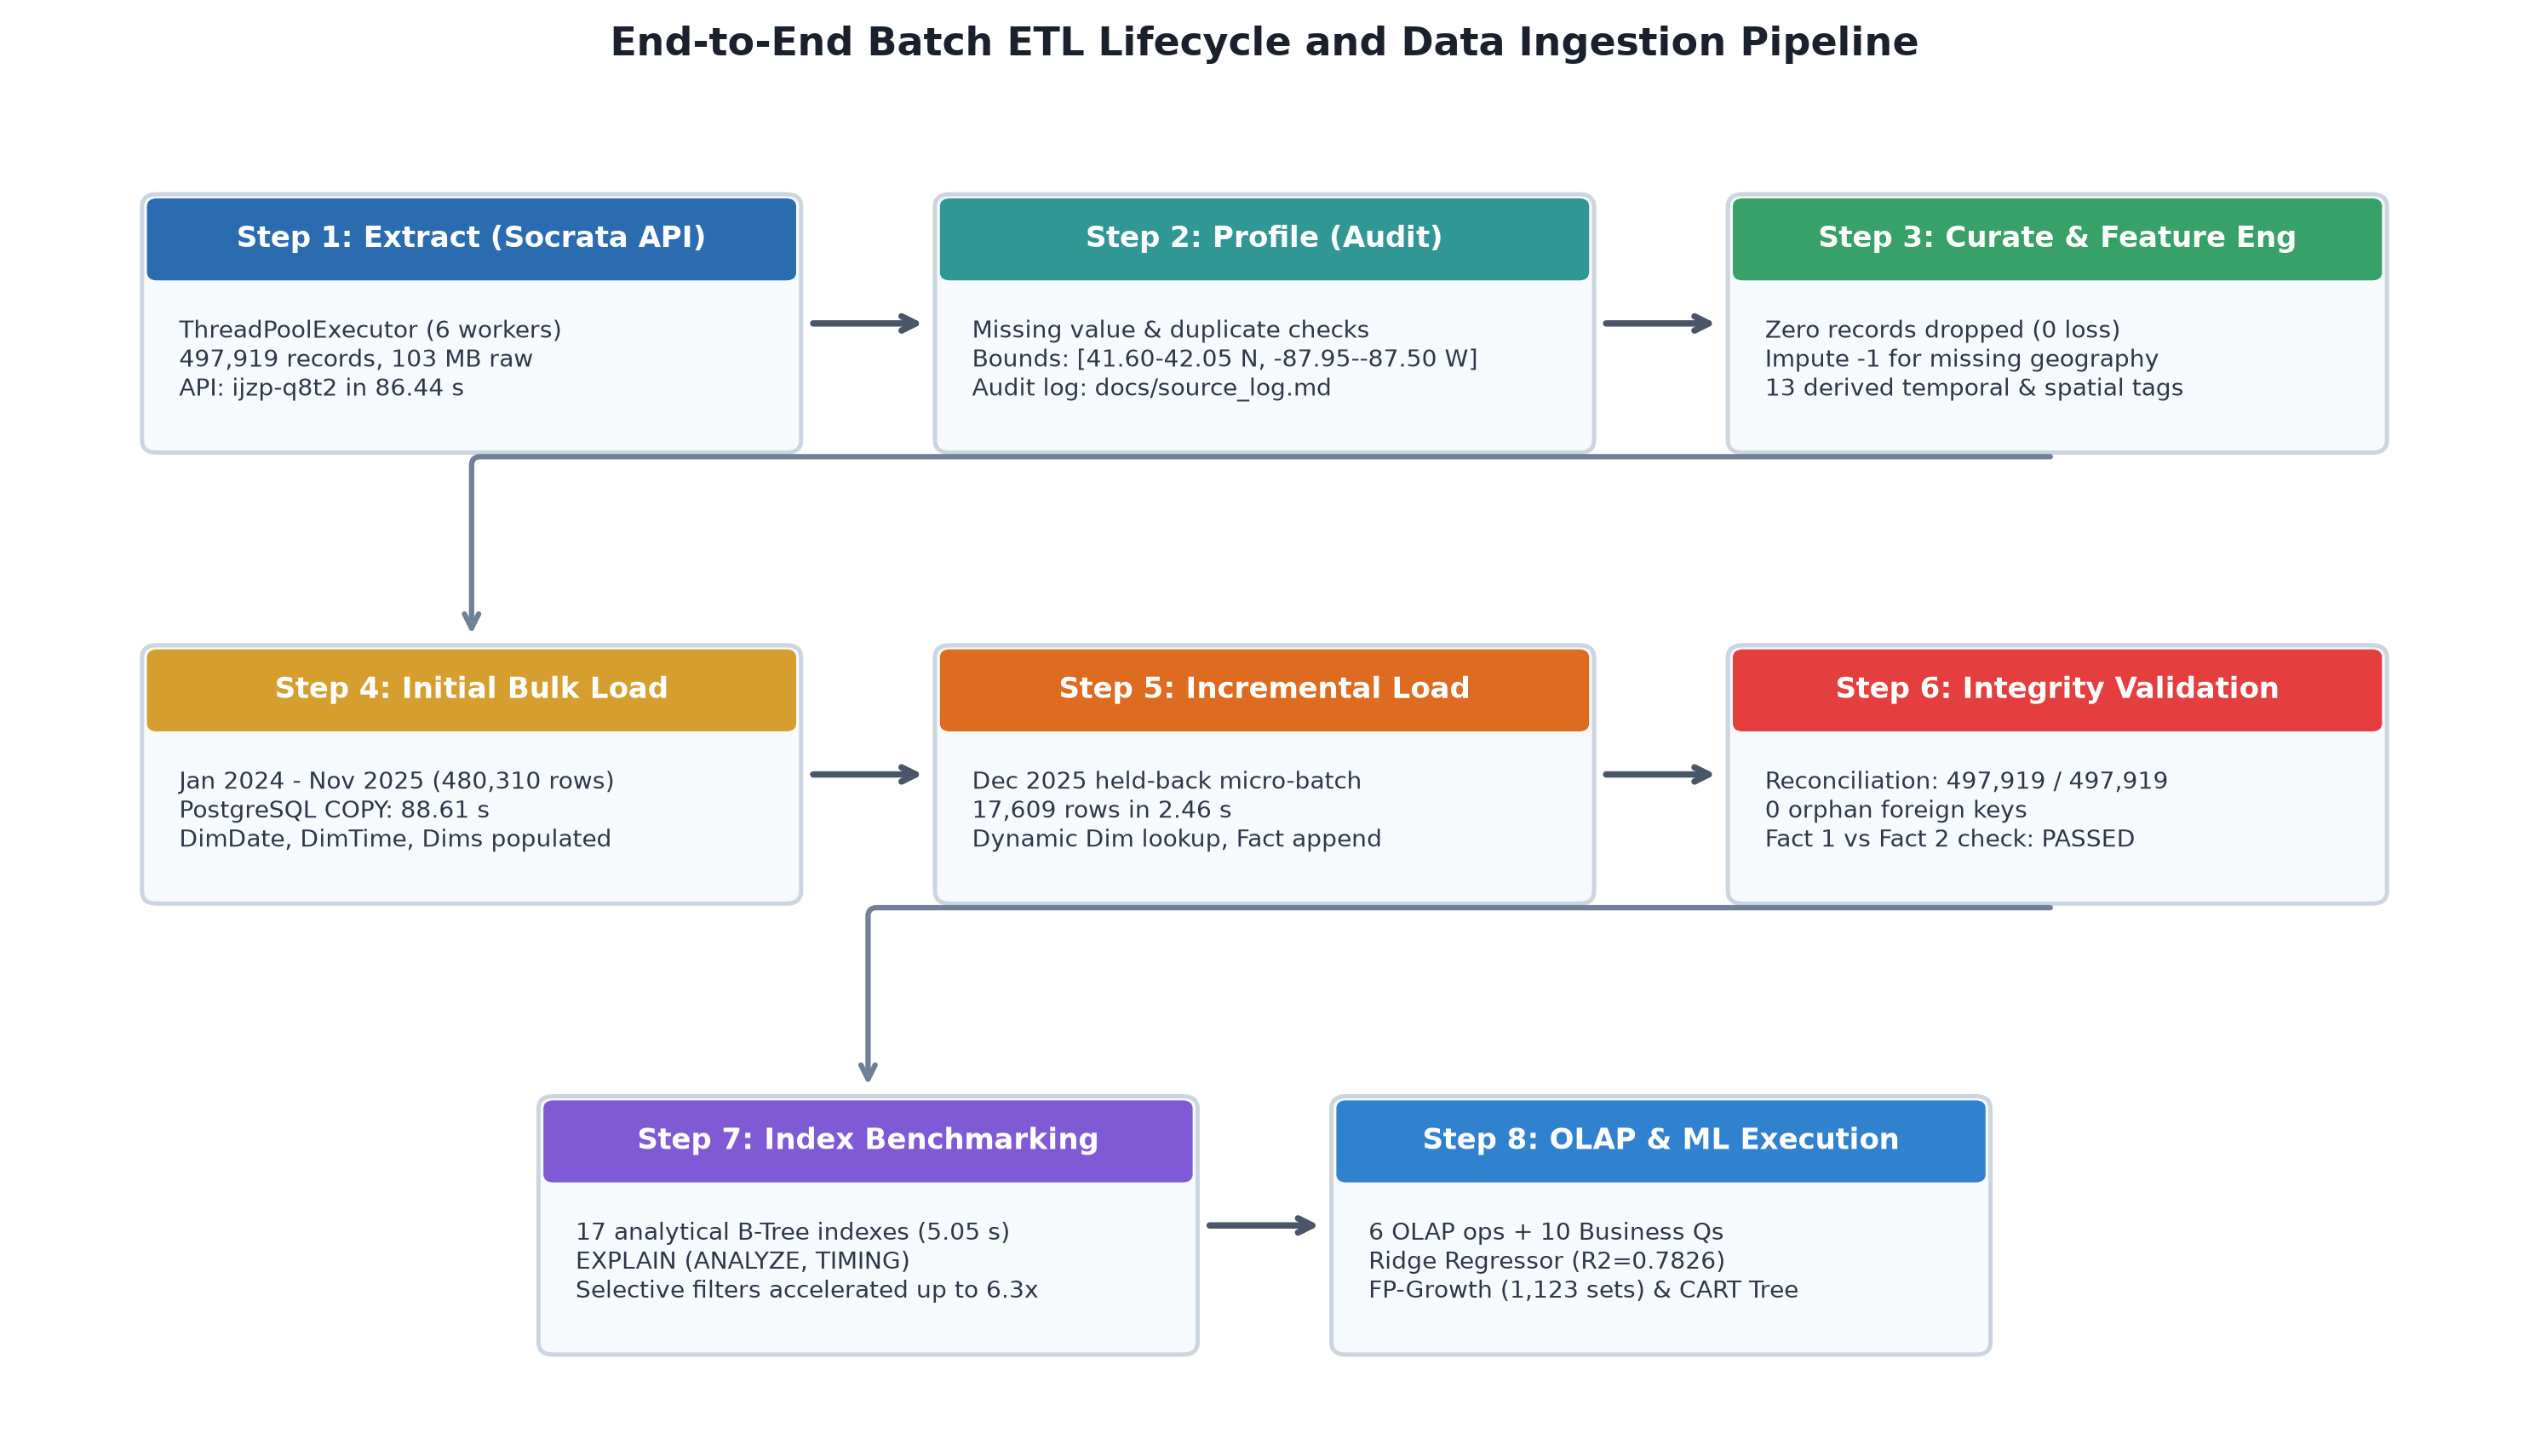 End-to-End Batch ETL Lifecycle and Data Ingestion Pipeline
Step 1: Extract (Socrata API)
ThreadPoolExecutor (6 workers)
497,919 records, 103 MB raw
API: ijzp-q8t2 in 86.44 s
Step 2: Profile (Audit)
Missing value & duplicate checks
Bounds: [41.60-42.05 N, -87.95--87.50 W]
Audit log: docs/source_log.md
Step 3: Curate & Feature Eng
Zero records dropped (0 loss)
Impute -1 for missing geography
13 derived temporal & spatial tags
Step 4: Initial Bulk Load
Jan 2024 - Nov 2025 (480,310 rows)
PostgreSQL COPY: 88.61 s
DimDate, DimTime, Dims populated
Step 5: Incremental Load
Dec 2025 held-back micro-batch
17,609 rows in 2.46 s
Dynamic Dim lookup, Fact append
Step 6: Integrity Validation
Reconciliation: 497,919 / 497,919
0 orphan foreign keys
Fact 1 vs Fact 2 check: PASSED
Step 7: Index Benchmarking
17 analytical B-Tree indexes (5.05 s)
EXPLAIN (ANALYZE, TIMING)
Selective filters accelerated up to 6.3x
Step 8: OLAP & ML Execution
6 OLAP ops + 10 Business Qs
Ridge Regressor (R2=0.7826)
FP-Growth (1,123 sets) & CART Tree